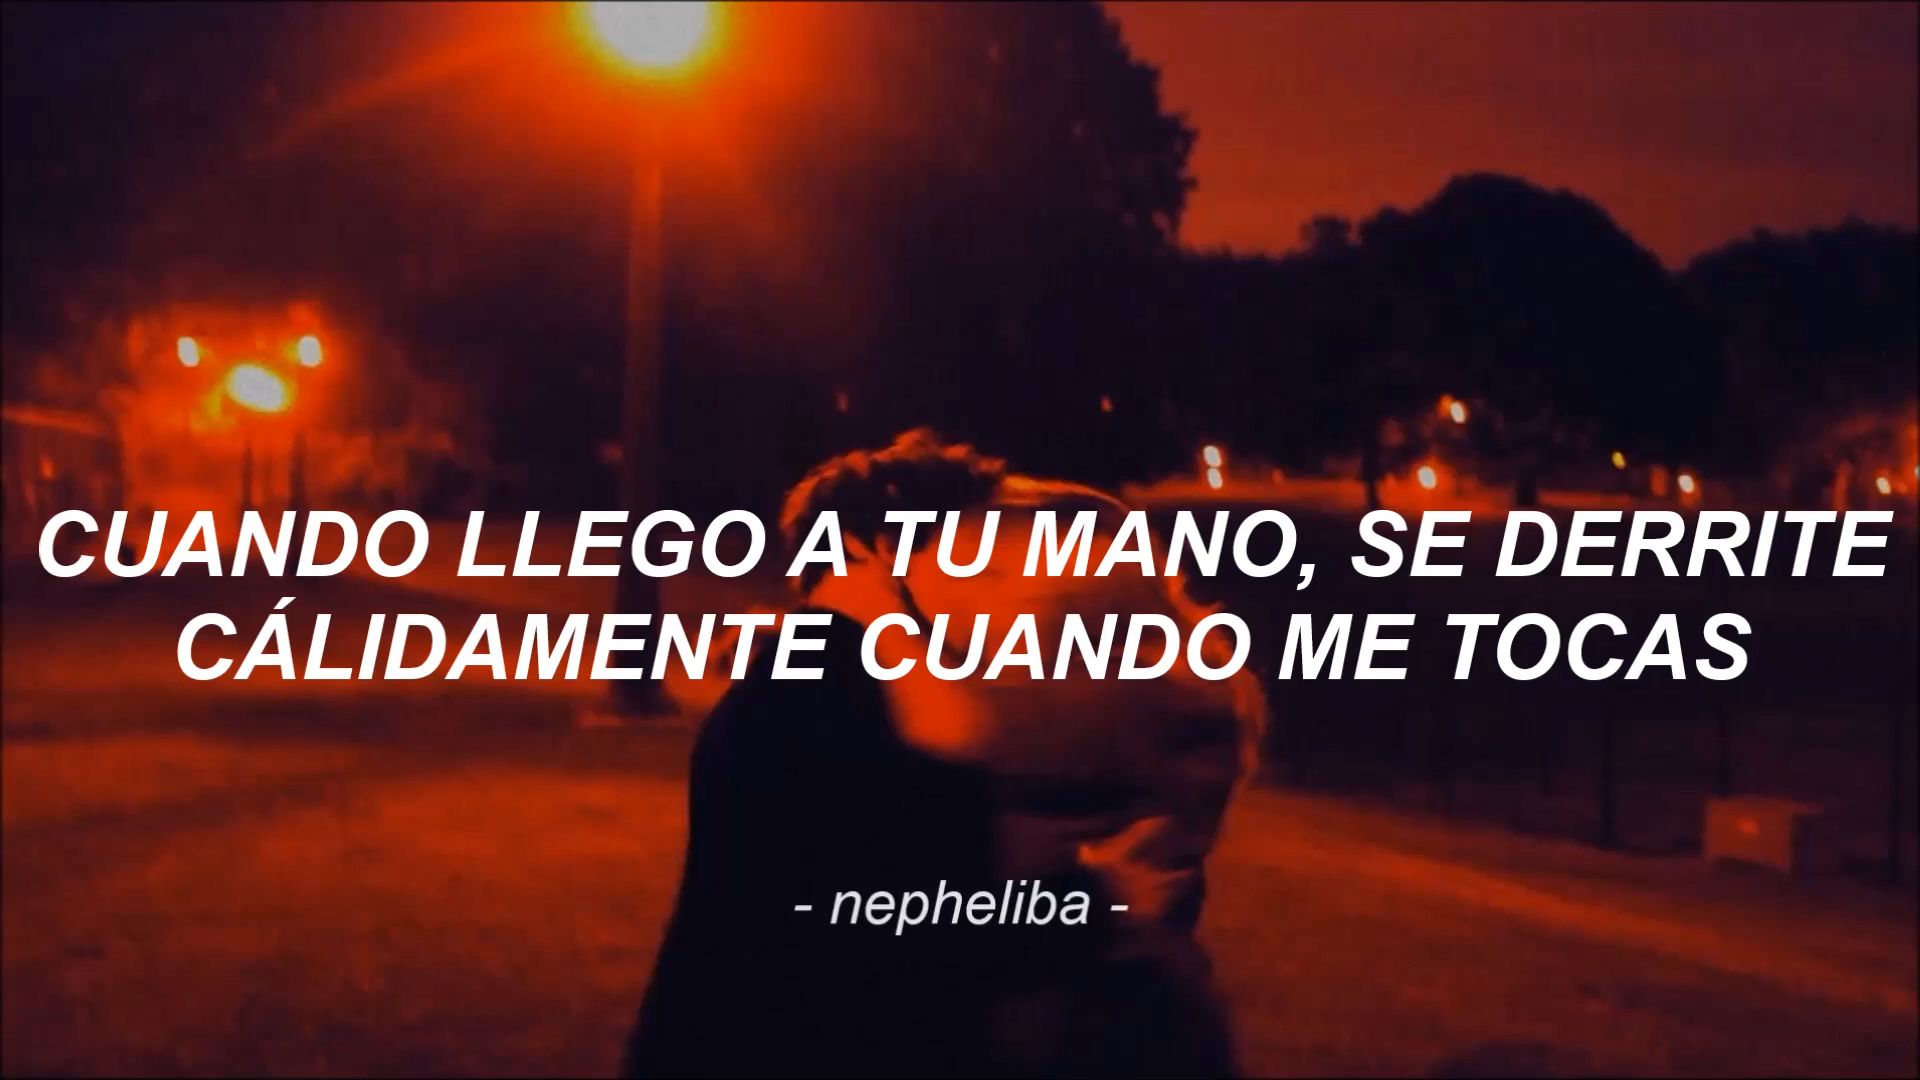 CUANDO LLEGO A TU MANO, SE DERRITE
CÁLIDAMENTE CUANDO ME TOCAS
- nepheliba -